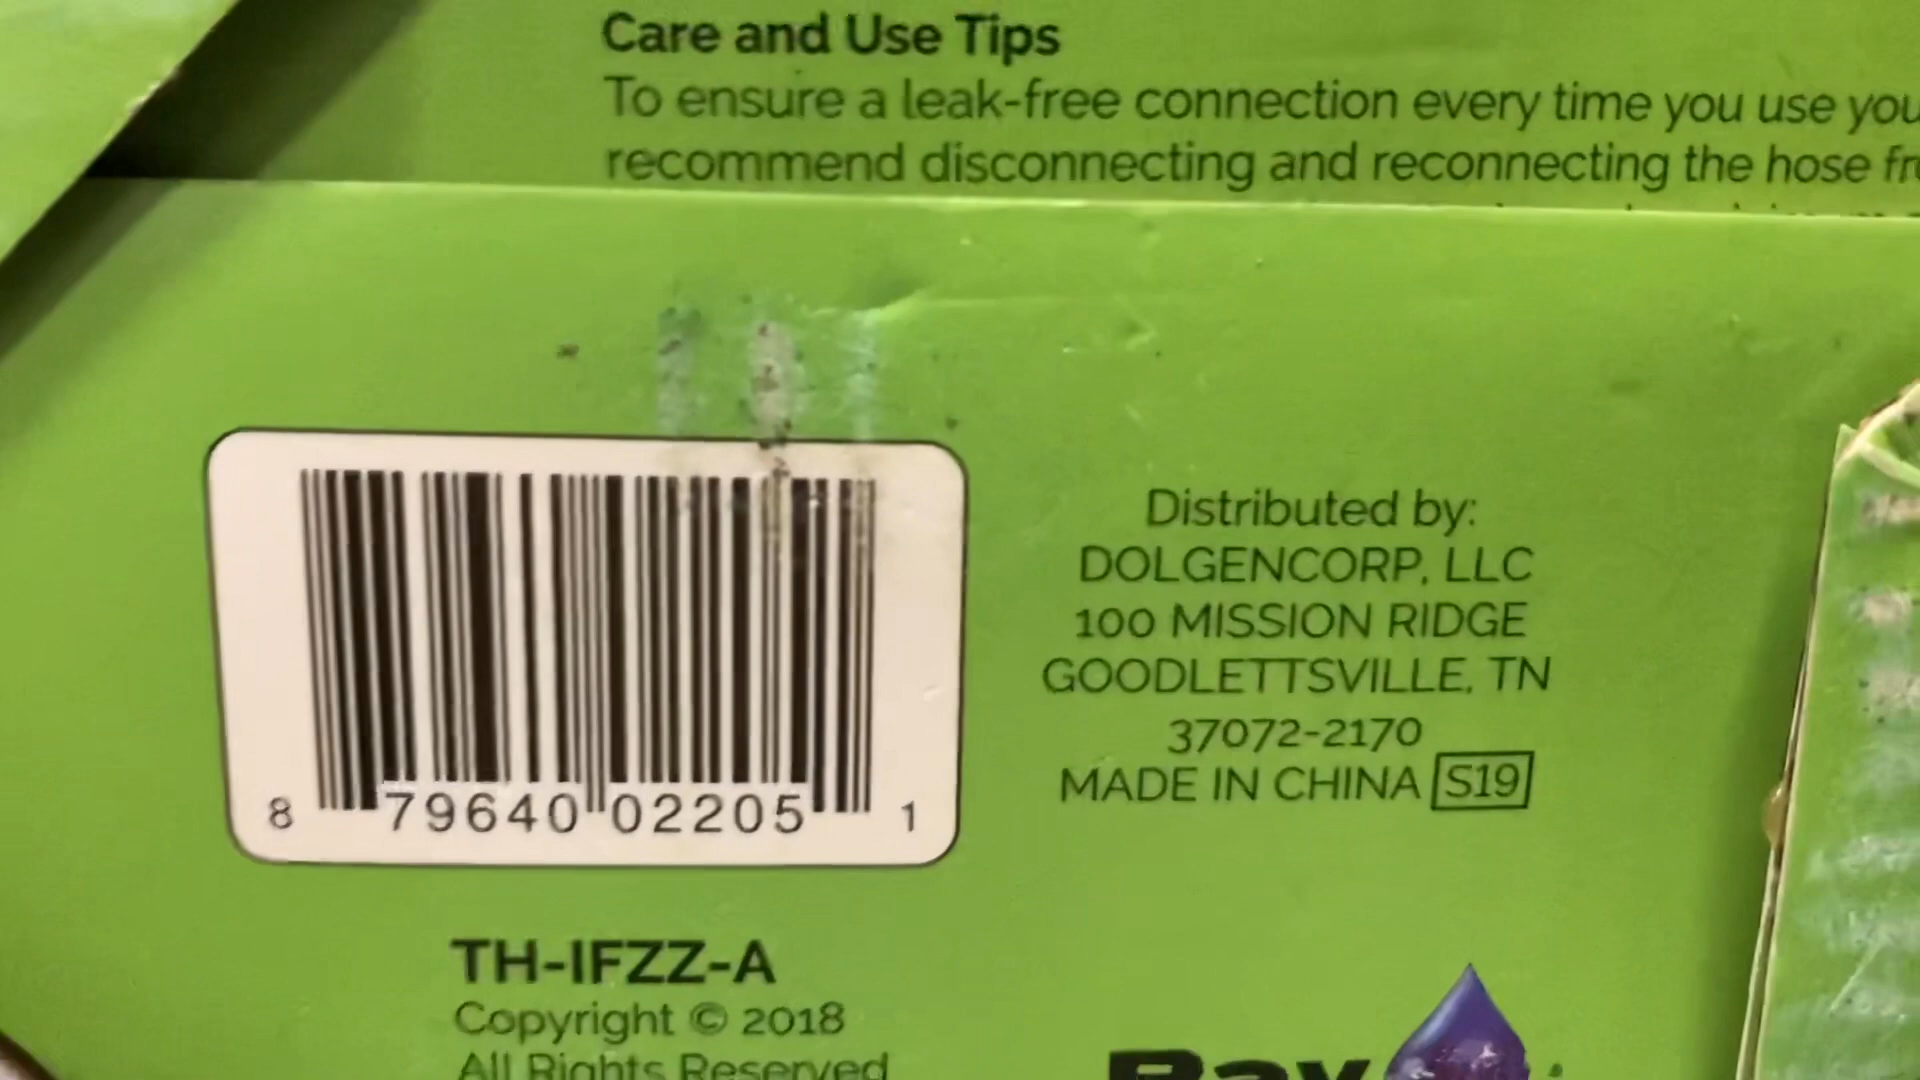 Care and Use Tips
To ensure a leak-free connection every time you use you
recommend disconnecting and reconnecting the hose fr
8 79640 02205 1
Distributed by:
DOLGENCORP, LLC
100 MISSION RIDGE
GOODLETTSVILLE, TN
37072-2170
MADE IN CHINA S19
TH-IFZZ-A
Copyright © 2018
All Rights Reserved
Ray